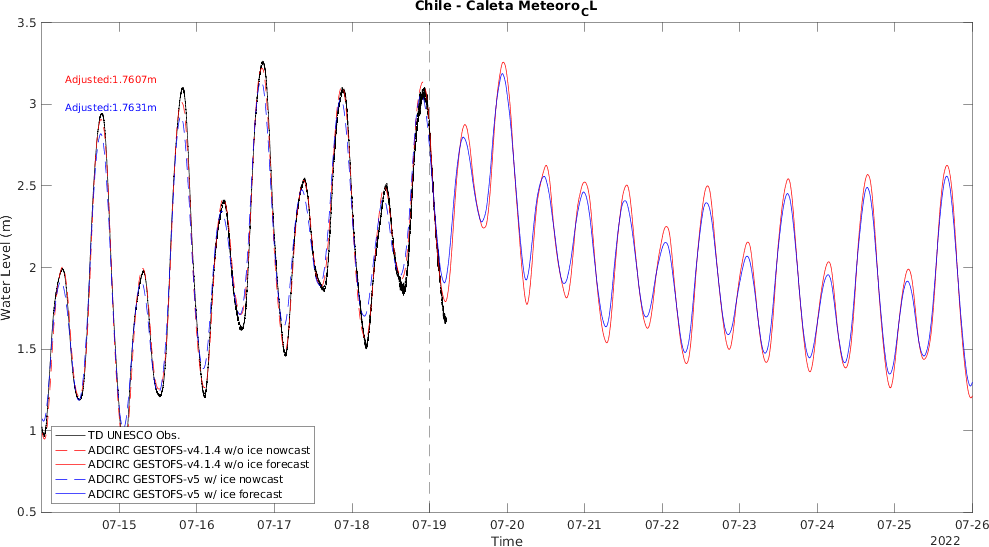 Chile - Caleta Meteoro_CL
Adjusted:1.7607m
Adjusted:1.7631m
Water Level (m)
3.5
3
2.5
2
1.5
1
0.5
TD UNESCO Obs.
ADCIRC GESTOFS-v4.1.4 w/o ice nowcast
ADCIRC GESTOFS-v4.1.4 w/o ice forecast
ADCIRC GESTOFS-v5 w/ ice nowcast
ADCIRC GESTOFS-v5 w/ ice forecast
07-15 07-16 07-17 07-18 07-19 07-20 07-21 07-22 07-23 07-24 07-25 07-26
Time
2022